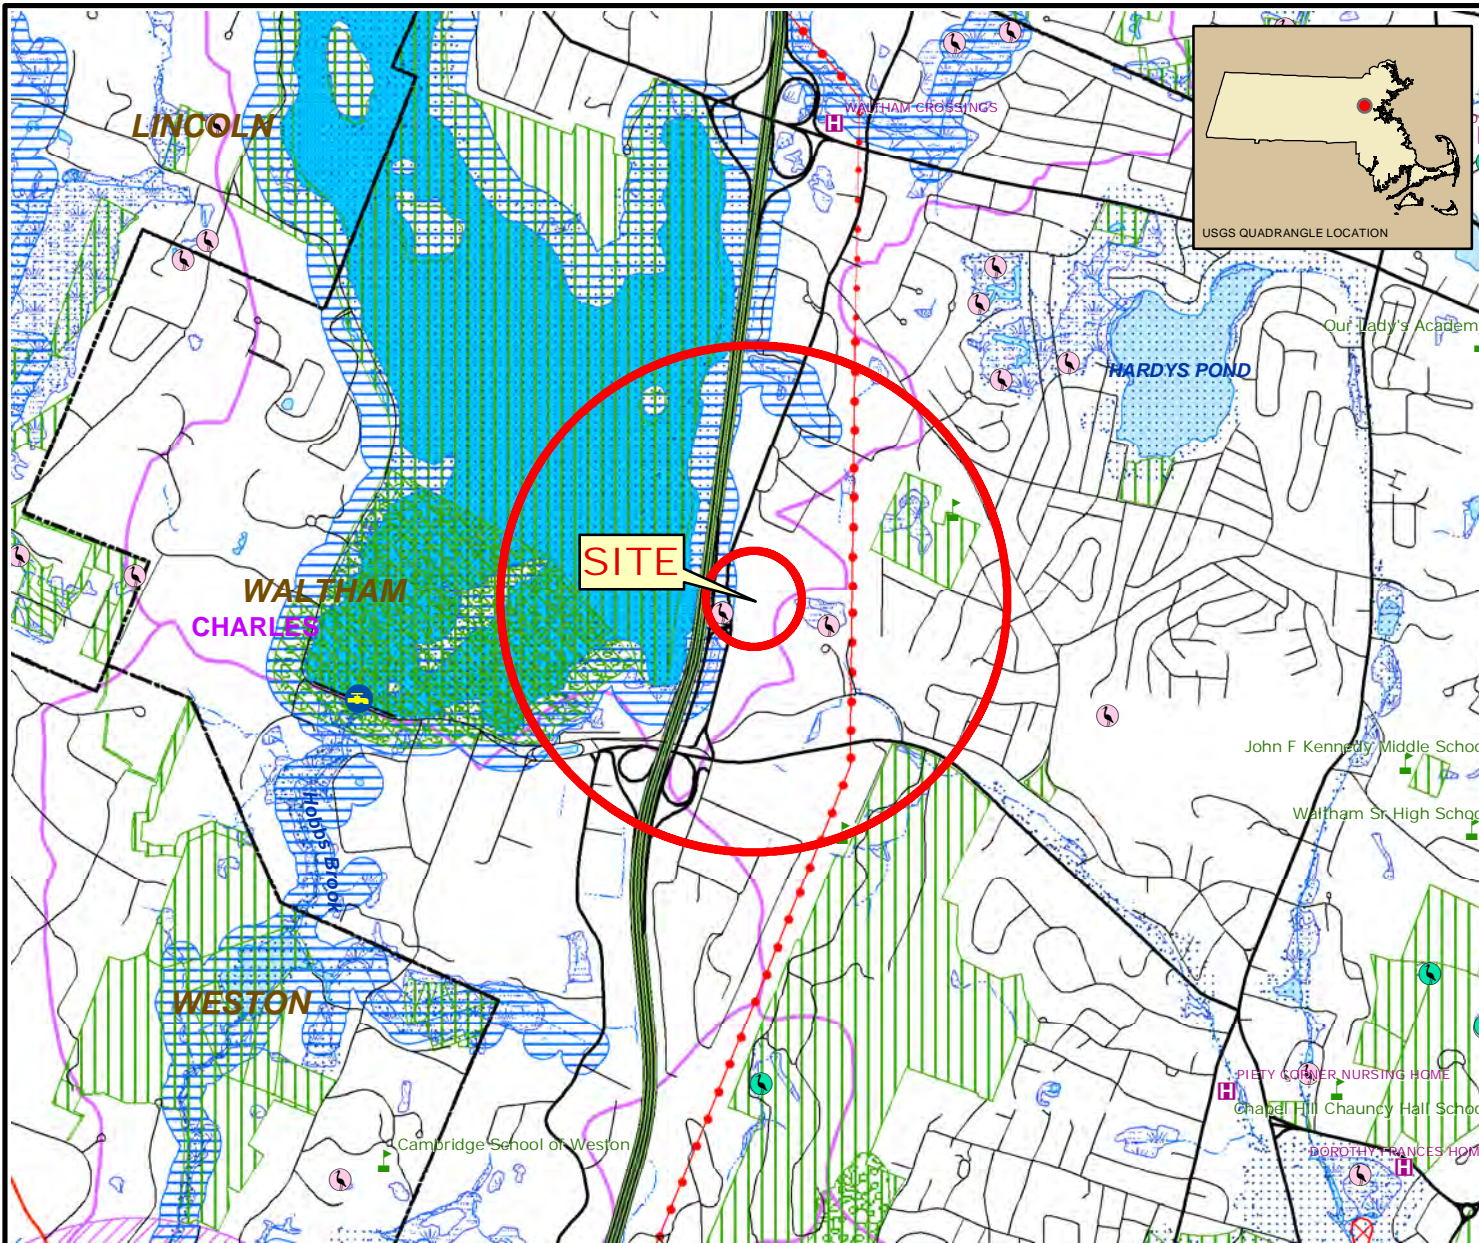 WALTHAM CROSSINGS
H
LINCOLN
USGS QUADRANGLE LOCATION
Our Lady's Academ
HARDYS POND
SITE
WALTHAM
CHARLES
John F Kennedy Middle Schoo
Waltham Sr High Schoo
Hobbs Brook
WESTON
PIETY CORNER NURSING HOME
H
Chapel Hill Chauncy Hall Schoo
Cambridge School of Weston
DOROTHY FRANCES HOM
H